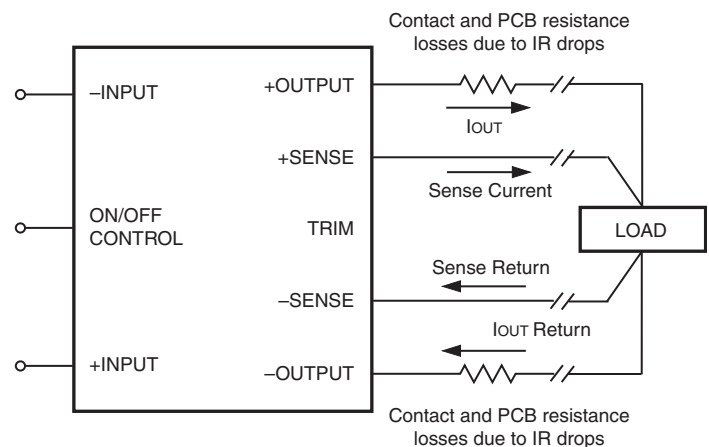 Contact and PCB resistance
losses due to IR drops
–INPUT
+OUTPUT
IOUT
+SENSE
Sense Current
ON/OFF
CONTROL
TRIM
LOAD
Sense Return
–SENSE
IOUT Return
+INPUT
–OUTPUT
Contact and PCB resistance
losses due to IR drops